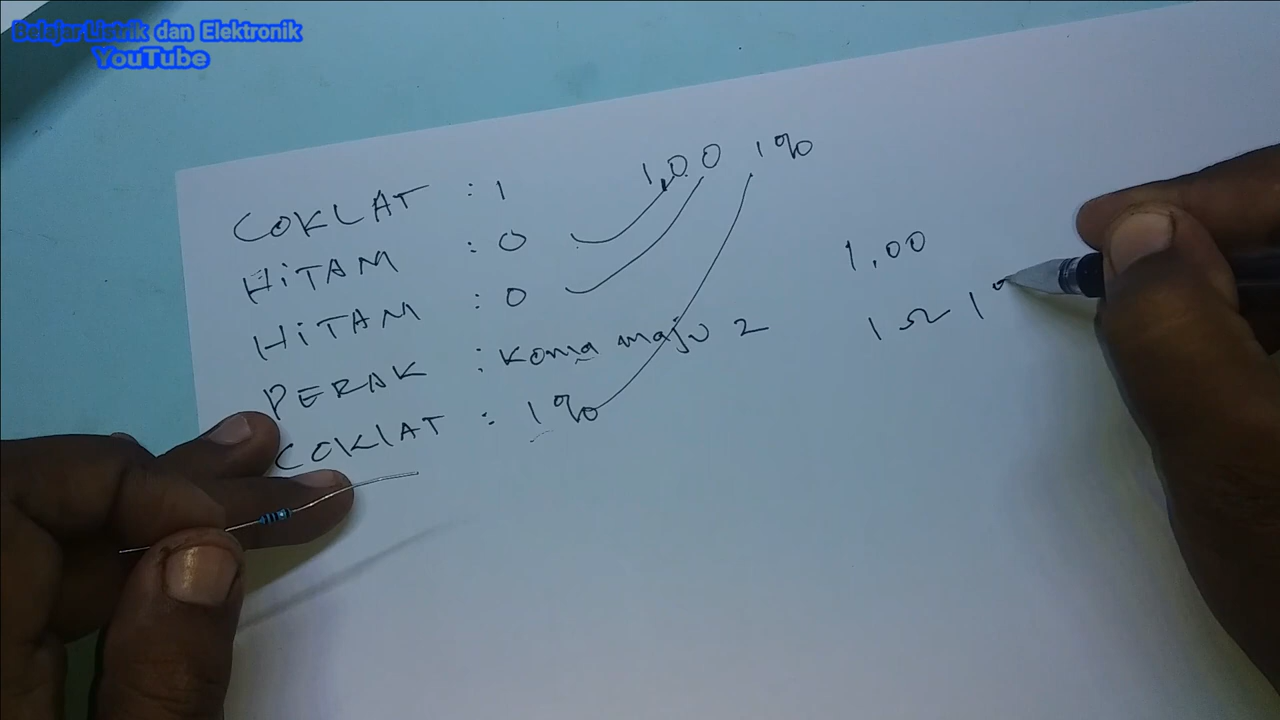 Belajar Listrik dan Elektronik
YouTube
COKLAT : 1
HiTAM : 0
HiTAM : 0
PERAK : Koma maju 2
COKLAT : 1%
1,00 1%
1,00
1 Ω 1